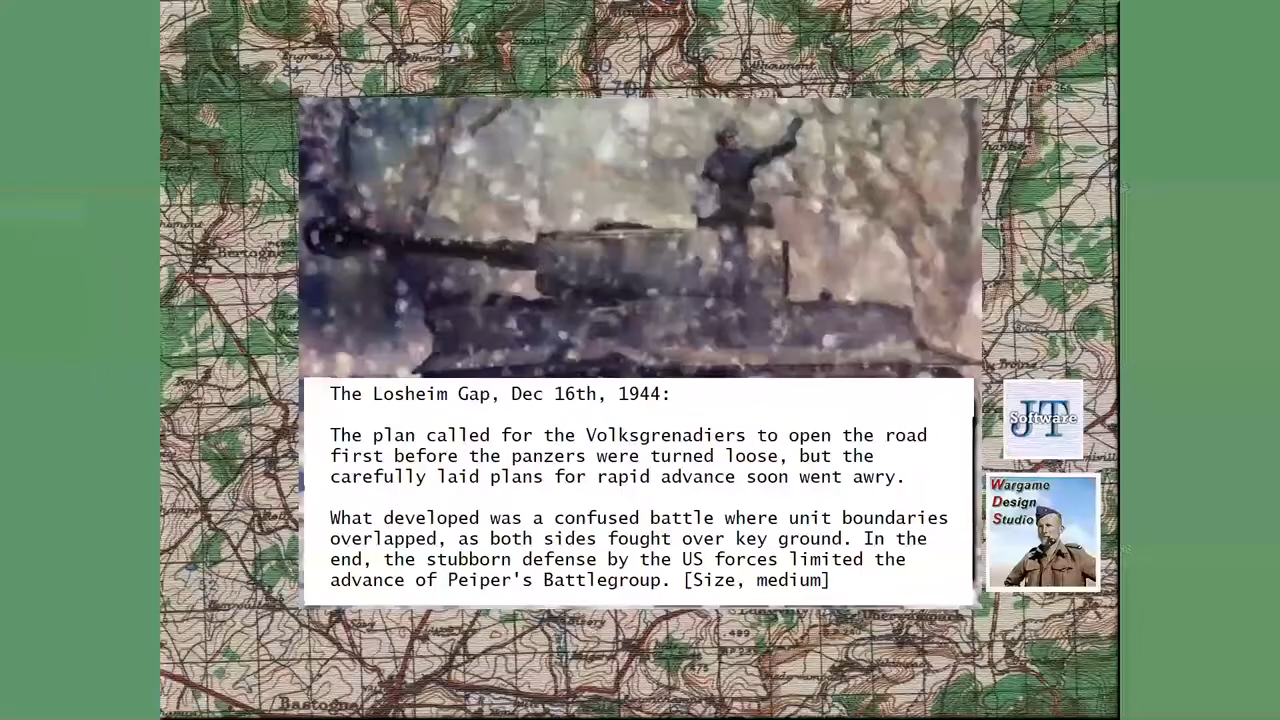 Bertogne
The Losheim Gap, Dec 16th, 1944:
The plan called for the Volksgrenadiers to open the road
first before the panzers were turned loose, but the
carefully laid plans for rapid advance soon went awry.
What developed was a confused battle where unit boundaries
overlapped, as both sides fought over key ground. In the
end, the stubborn defense by the US forces limited the
advance of Peiper's Battlegroup. [Size, medium]
JT
Software
Wargame
Design
Studio
Bastogne